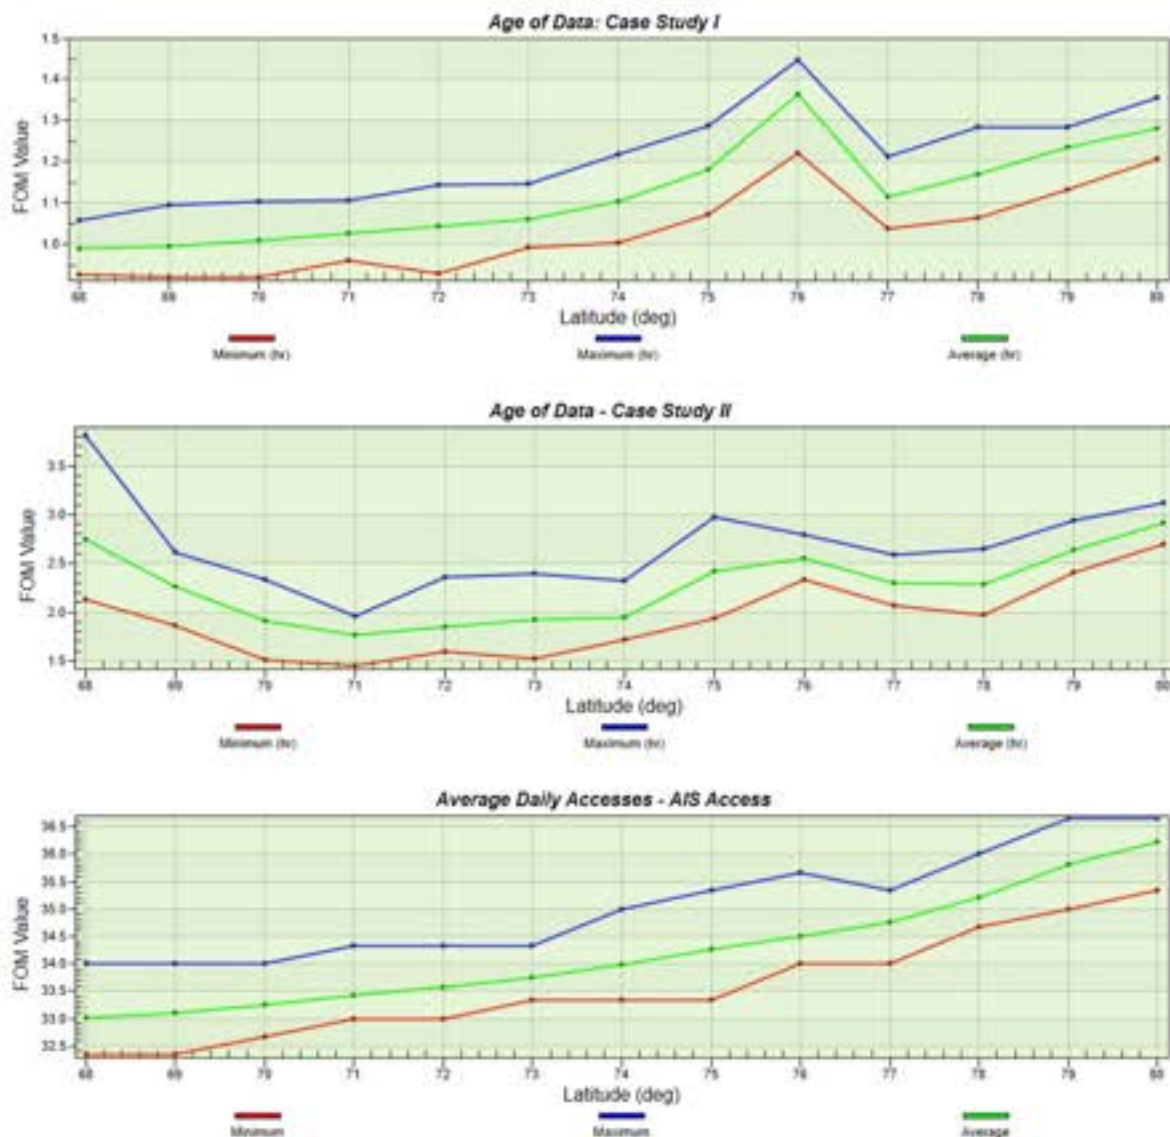 Age of Data: Case Study I
1.5
1.4
1.3
1.2
1.1
1.0
FOM Value
68 69 70 71 72 73 74 75 76 77 78 79 80
Latitude (deg)
Minimum (hr) Maximum (hr) Average (hr)
Age of Data - Case Study II
3.5
3.0
2.5
2.0
1.5
FOM Value
68 69 70 71 72 73 74 75 76 77 78 79 80
Latitude (deg)
Minimum (hr) Maximum (hr) Average (hr)
Average Daily Accesses - AIS Access
36.5
36.0
35.5
35.0
34.5
34.0
33.5
33.0
32.5
FOM Value
68 69 70 71 72 73 74 75 76 77 78 79 80
Latitude (deg)
Minimum Maximum Average